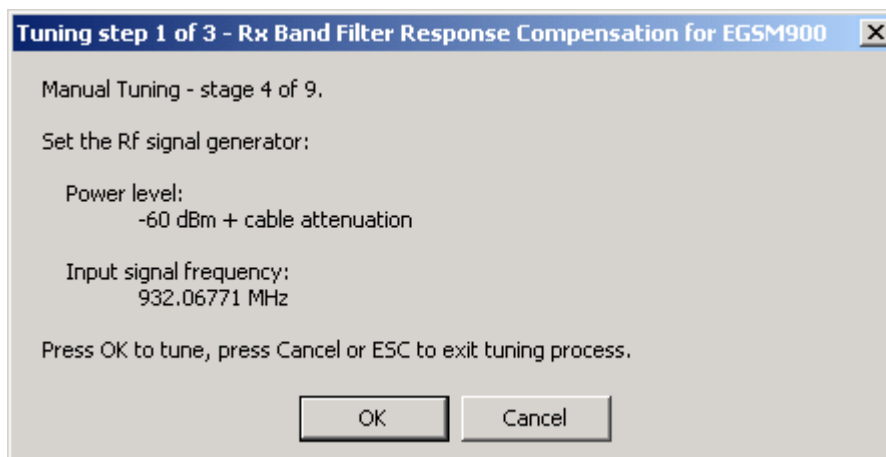 Tuning step 1 of 3 - Rx Band Filter Response Compensation for EGSM900
Manual Tuning - stage 4 of 9.
Set the Rf signal generator:
Power level:
-60 dBm + cable attenuation
Input signal frequency:
932.06771 MHz
Press OK to tune, press Cancel or ESC to exit tuning process.
OK
Cancel